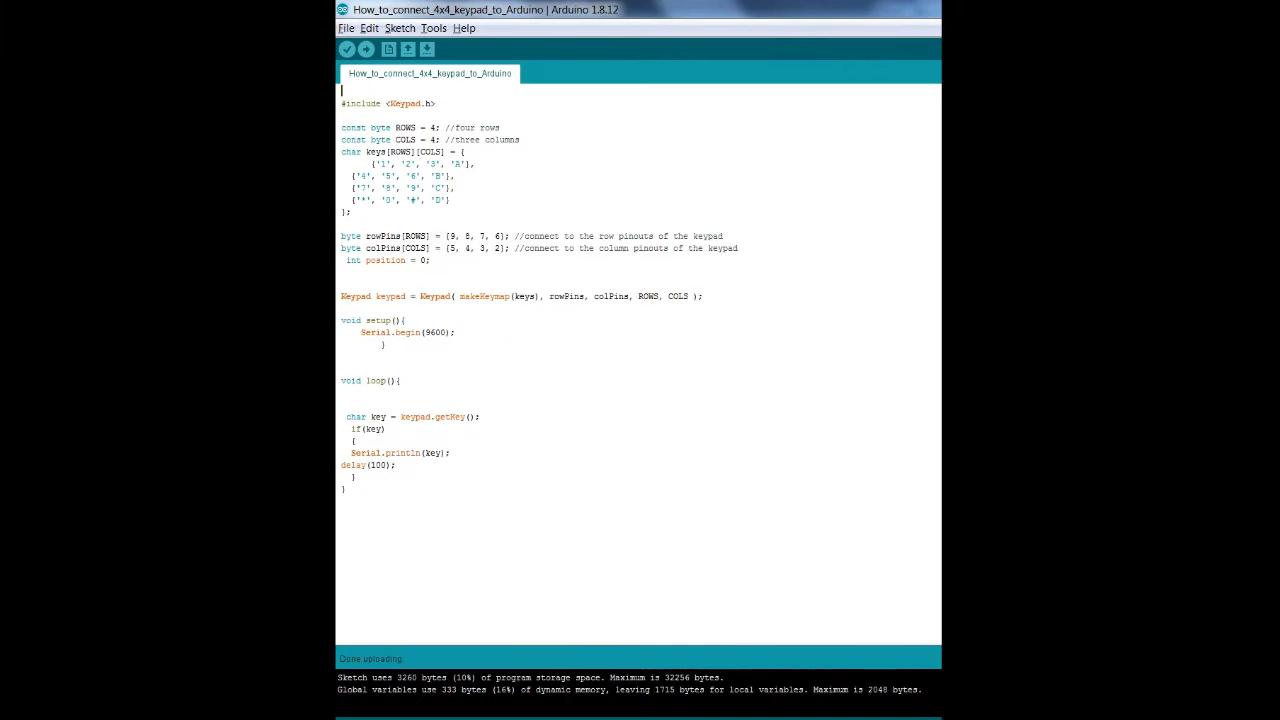 How_to_connect_4x4_keypad_to_Arduino | Arduino 1.8.12
File Edit Sketch Tools Help
How_to_connect_4x4_keypad_to_Arduino
#include <Keypad.h>
const byte ROWS = 4; //four rows
const byte COLS = 4; //three columns
char keys[ROWS][COLS] = {
{'1', '2', '3', 'A'},
{'4', '5', '6', 'B'},
{'7', '8', '9', 'C'},
{'*', '0', '#', 'D'}
};
byte rowPins[ROWS] = {9, 8, 7, 6}; //connect to the row pinouts of the keypad
byte colPins[COLS] = {5, 4, 3, 2}; //connect to the column pinouts of the keypad
int position = 0;
Keypad keypad = Keypad( makeKeymap(keys), rowPins, colPins, ROWS, COLS );
void setup(){
Serial.begin(9600);
}
void loop(){
char key = keypad.getKey();
if(key)
{
Serial.println(key);
delay(100);
}
}
Done uploading.
Sketch uses 3260 bytes (10%) of program storage space. Maximum is 32256 bytes.
Global variables use 333 bytes (16%) of dynamic memory, leaving 1715 bytes for local variables. Maximum is 2048 bytes.